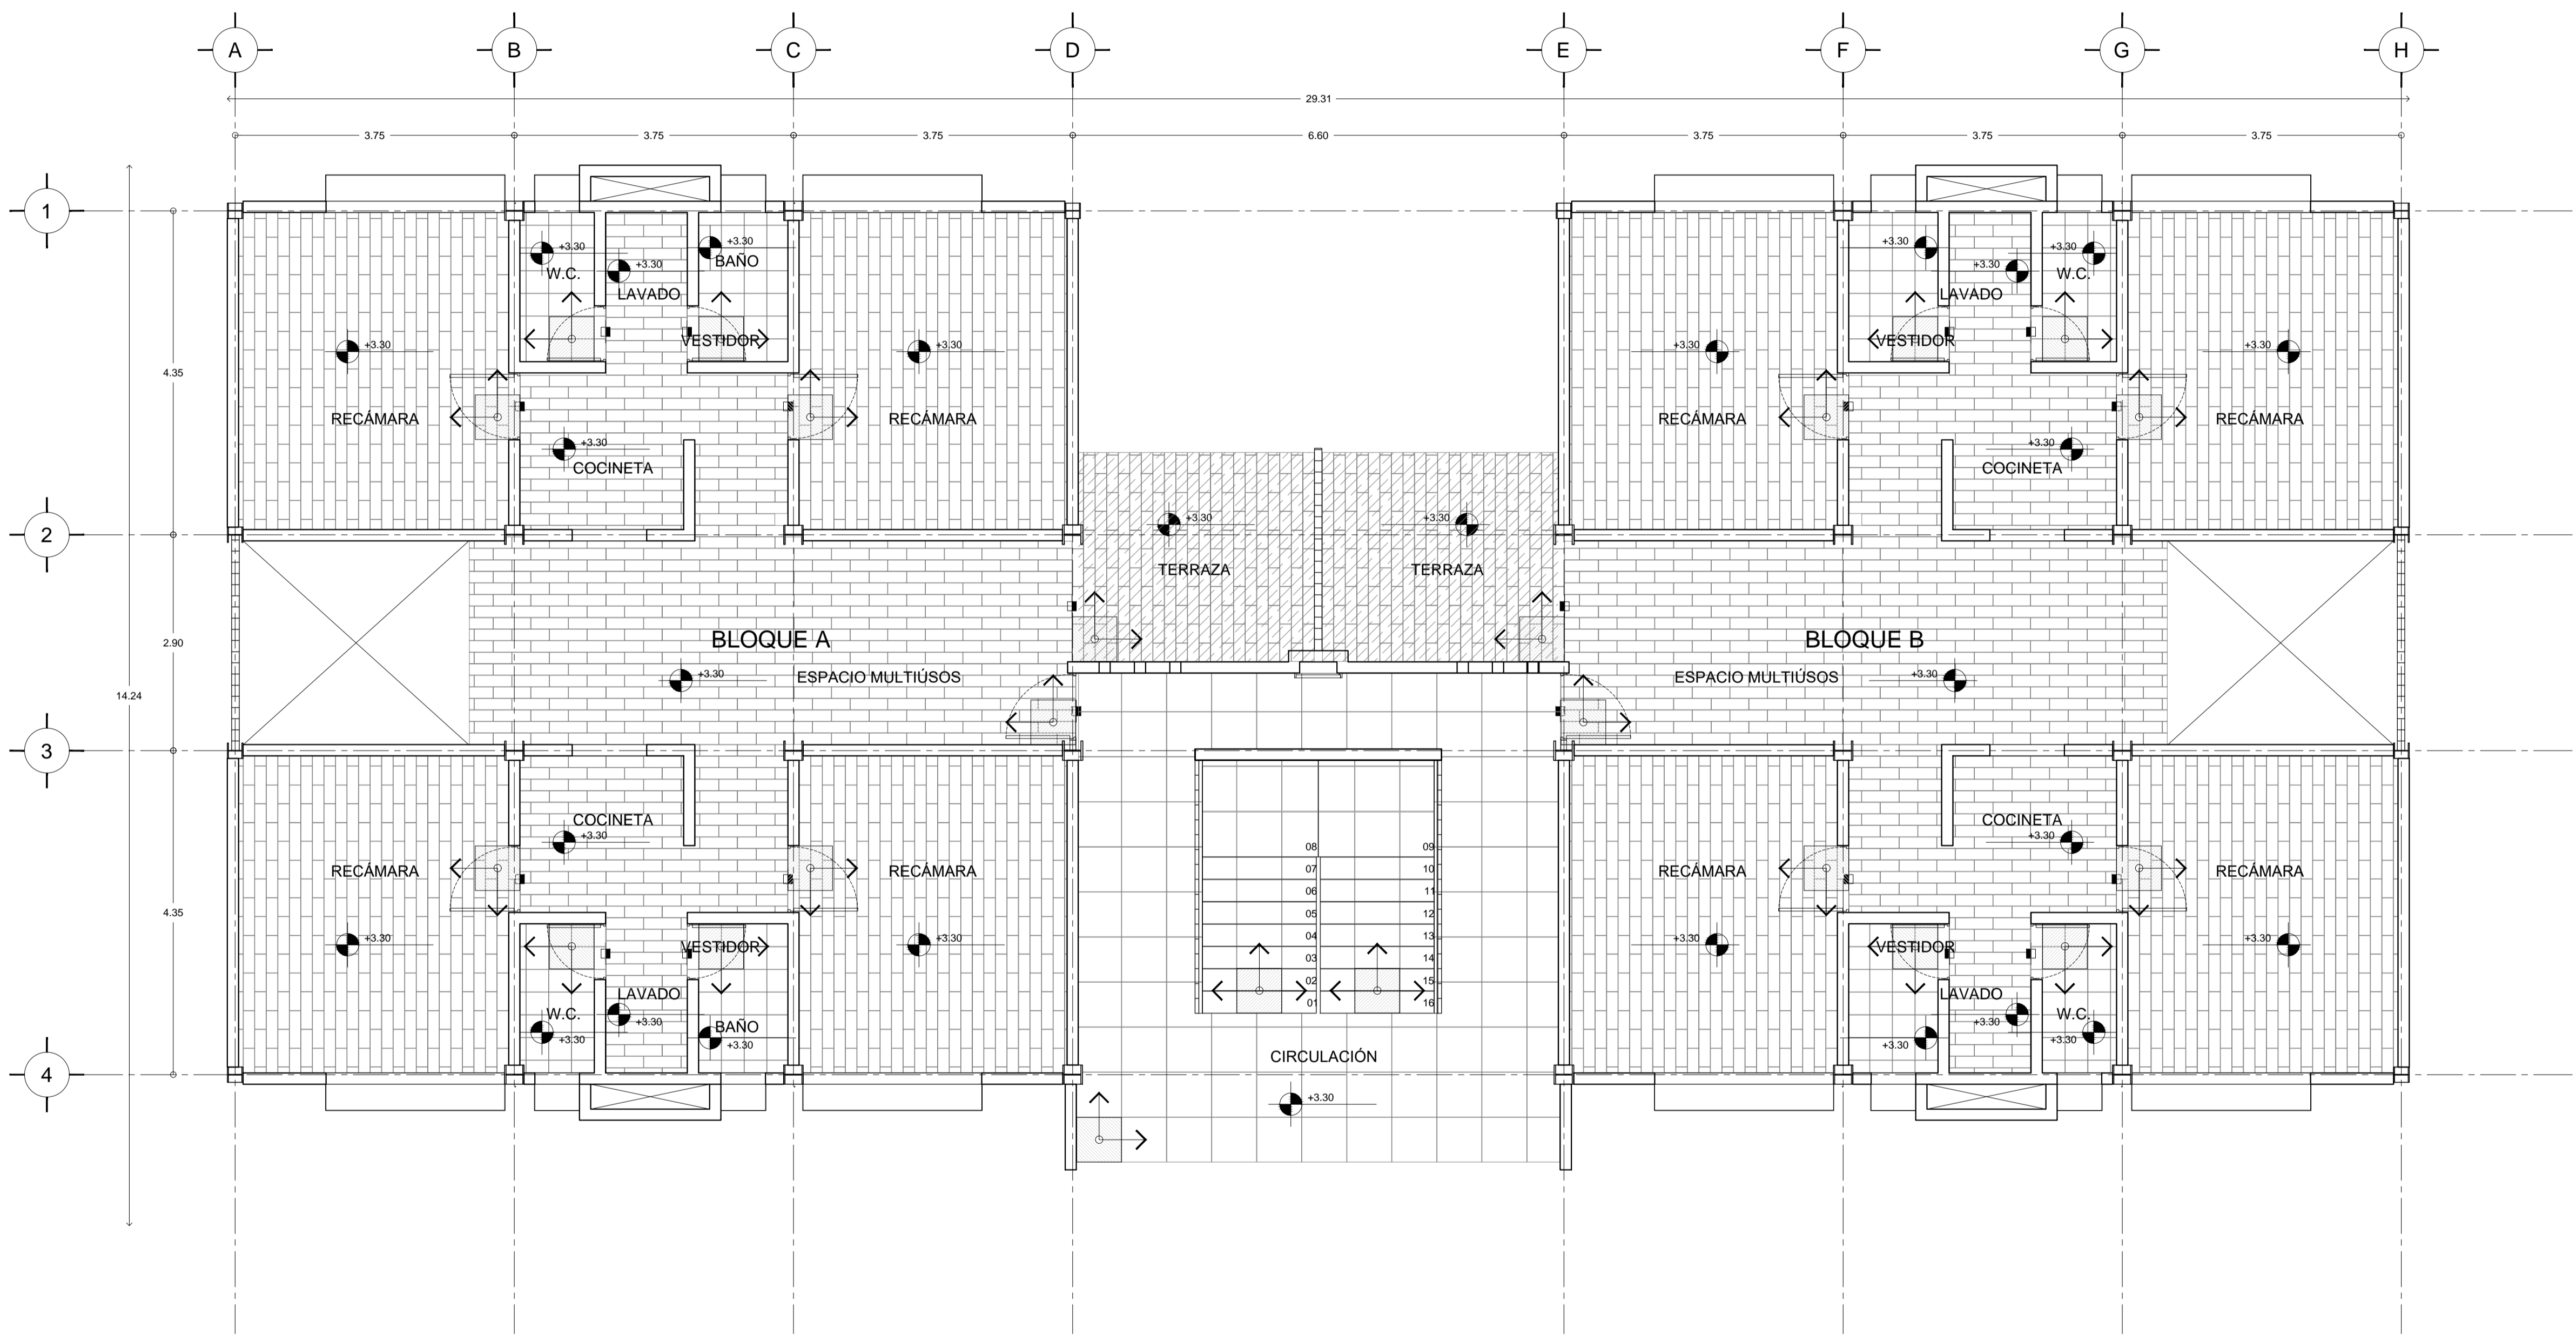 A B C D E F G H
29.31
3.75 3.75 3.75 6.60 3.75 3.75 3.75
1
+3.30 +3.30 +3.30 +3.30
W.C. +3.30 BAÑO LAVADO +3.30 W.C.
LAVADO
VESTIDOR VESTIDOR
+3.30 +3.30 +3.30 +3.30
4.35
RECÁMARA RECÁMARA RECÁMARA RECÁMARA
+3.30 +3.30
COCINETA COCINETA
2
+3.30 +3.30
TERRAZA TERRAZA
2.90
BLOQUE A BLOQUE B
+3.30 ESPACIO MULTIÚSOS ESPACIO MULTIÚSOS +3.30
14.24
3
COCINETA COCINETA
+3.30 +3.30
08 09
RECÁMARA RECÁMARA 07 10 RECÁMARA RECÁMARA
06 11
4.35
05 12
04 13
+3.30 VESTIDOR +3.30 +3.30 VESTIDOR +3.30
03 14
02 15
LAVADO 01 16 LAVADO
W.C. +3.30 BAÑO +3.30 W.C.
+3.30 +3.30 +3.30 +3.30
CIRCULACIÓN
4
+3.30